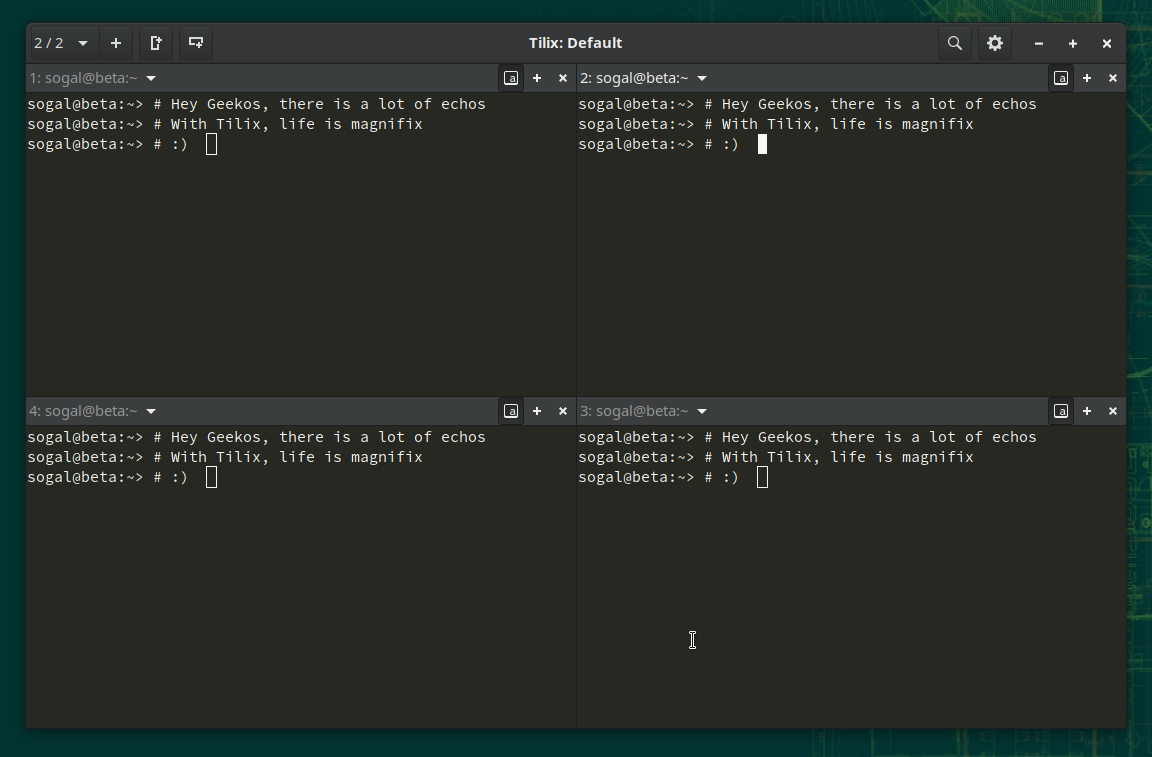 2 / 2
Tilix: Default
1: sogal@beta:~
a
sogal@beta:~> # Hey Geekos, there is a lot of echos
sogal@beta:~> # With Tilix, life is magnifix
sogal@beta:~> # :)
2: sogal@beta:~
a
sogal@beta:~> # Hey Geekos, there is a lot of echos
sogal@beta:~> # With Tilix, life is magnifix
sogal@beta:~> # :)
4: sogal@beta:~
a
sogal@beta:~> # Hey Geekos, there is a lot of echos
sogal@beta:~> # With Tilix, life is magnifix
sogal@beta:~> # :)
3: sogal@beta:~
a
sogal@beta:~> # Hey Geekos, there is a lot of echos
sogal@beta:~> # With Tilix, life is magnifix
sogal@beta:~> # :)